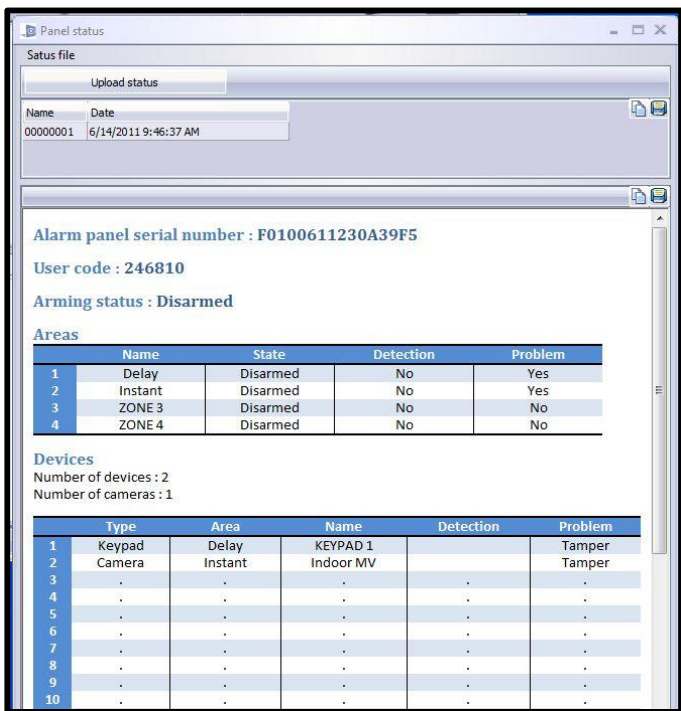 Panel status
Satus file
Upload status
Name Date
00000001 6/14/2011 9:46:37 AM
Alarm panel serial number : F0100611230A39F5
User code : 246810
Arming status : Disarmed
Areas
Name State Detection Problem
1 Delay Disarmed No Yes
2 Instant Disarmed No Yes
3 ZONE 3 Disarmed No No
4 ZONE 4 Disarmed No No
Devices
Number of devices : 2
Number of cameras : 1
Type Area Name Detection Problem
1 Keypad Delay KEYPAD 1 Tamper
2 Camera Instant Indoor MV Tamper
3 . . . . .
4 . . . . .
5 . . . . .
6 . . . . .
7 . . . . .
8 . . . . .
9 . . . . .
10 . . . . .